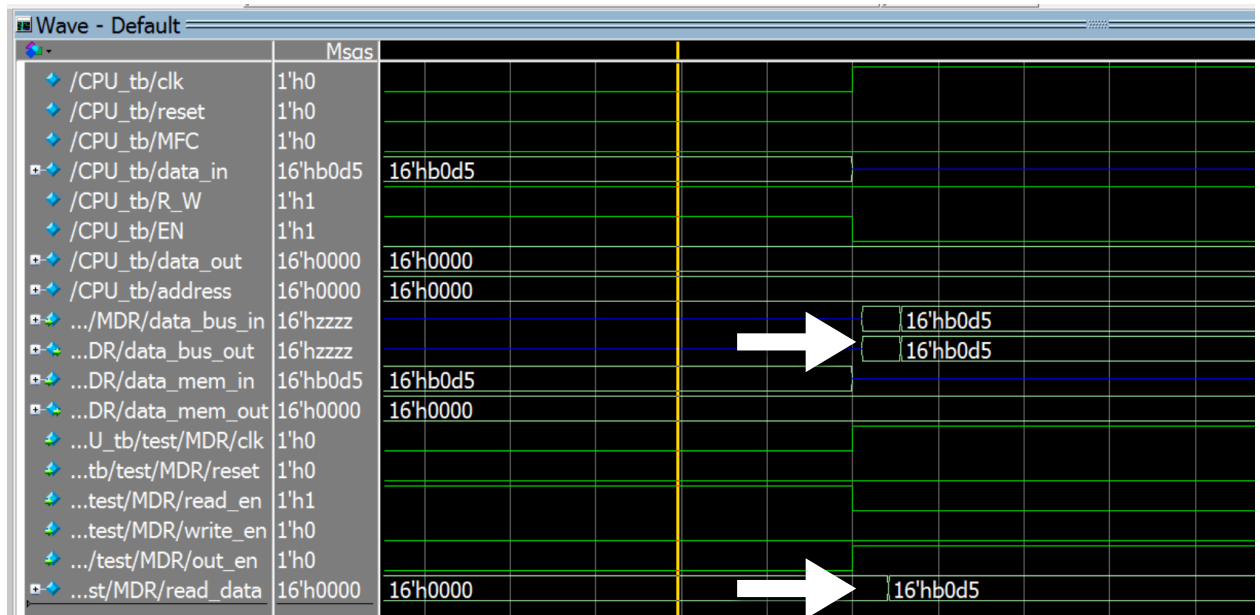 Wave - Default
Msgs
/CPU_tb/clk 1'h0
/CPU_tb/reset 1'h0
/CPU_tb/MFC 1'h0
/CPU_tb/data_in 16'hb0d5 16'hb0d5
/CPU_tb/R_W 1'h1
/CPU_tb/EN 1'h1
/CPU_tb/data_out 16'h0000 16'h0000
/CPU_tb/address 16'h0000 16'h0000
.../MDR/data_bus_in 16'hzzzz 16'hb0d5
...DR/data_bus_out 16'hzzzz 16'hb0d5
...DR/data_mem_in 16'hb0d5 16'hb0d5
...DR/data_mem_out 16'h0000 16'h0000
...U_tb/test/MDR/clk 1'h0
...tb/test/MDR/reset 1'h0
...test/MDR/read_en 1'h1
...test/MDR/write_en 1'h0
.../test/MDR/out_en 1'h0
...st/MDR/read_data 16'h0000 16'h0000 16'hb0d5